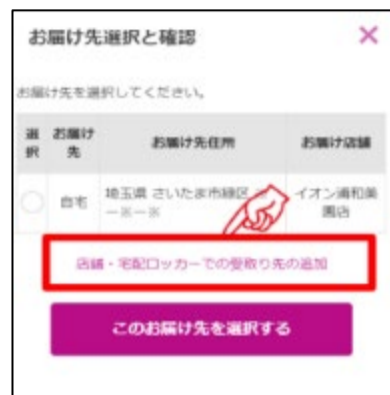 お届け先選択と確認
×
お届け先を選択してください。
選択 お届け先 お届け先住所 お届け店舗
自宅 埼玉県 さいたま市緑区
ー※ー※
イオン浦和美園店
店舗・宅配ロッカーでの受取り先の追加
このお届け先を選択する